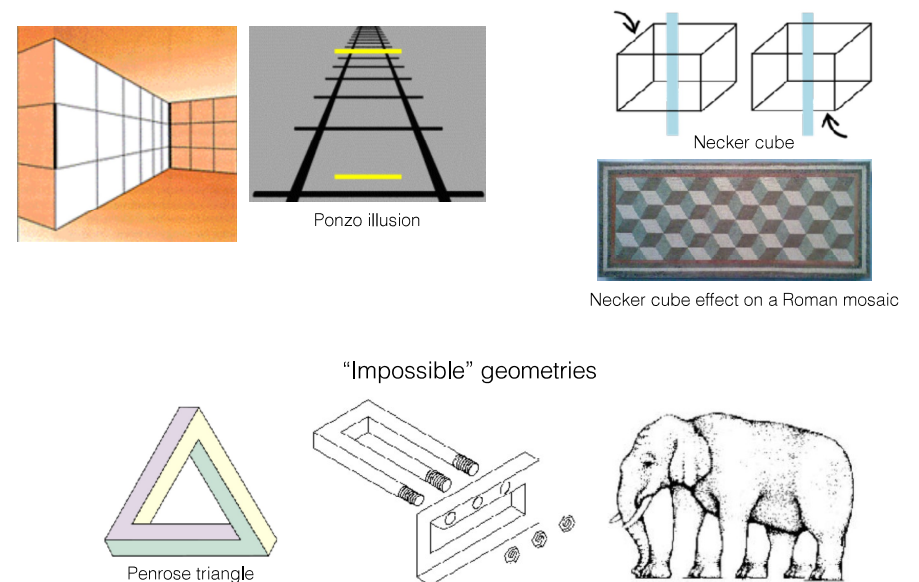 Necker cube
Ponzo illusion
Necker cube effect on a Roman mosaic
“Impossible” geometries
Penrose triangle